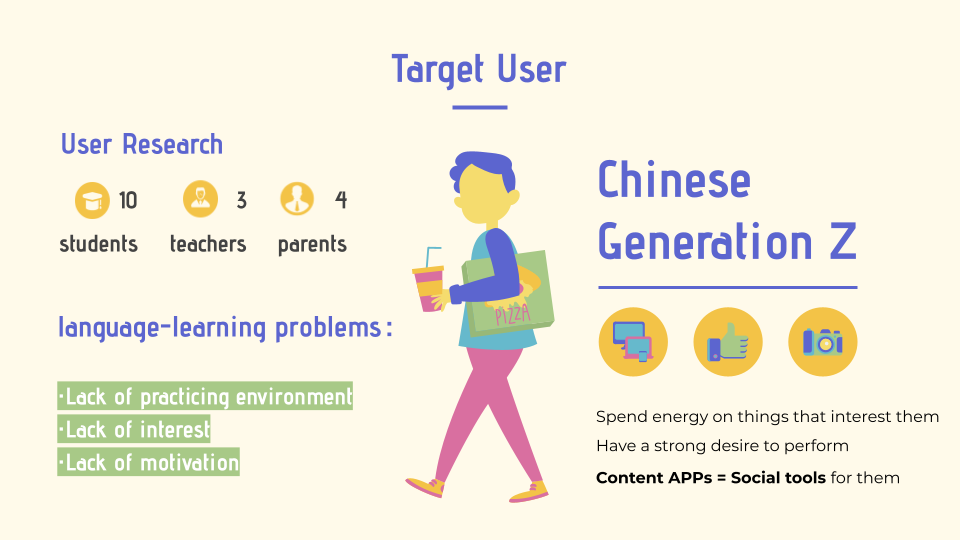 Target User
User Research
10 3 4
students teachers parents
language-learning problems:
·Lack of practicing environment
·Lack of interest
·Lack of motivation
PIZZA
Chinese
Generation Z
Spend energy on things that interest them
Have a strong desire to perform
Content APPs = Social tools for them